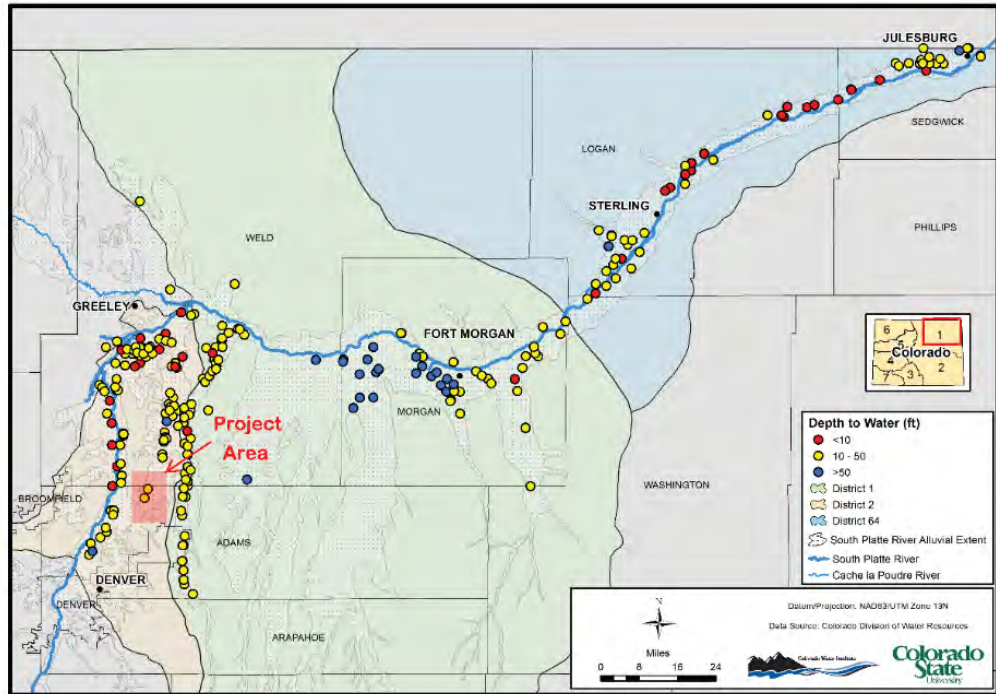 JULESBURG
SEDGWICK
LOGAN
STERLING
PHILLIPS
WELD
GREELEY
FORT MORGAN
6
1
5
Colorado
4
2
7
3
MORGAN
Project
Area
WASHINGTON
BROOMFIELD
ADAMS
DENVER
DENVER
ARAPAHOE
Depth to Water (ft)
<10
10 - 50
>50
District 1
District 2
District 64
South Platte River Alluvial Extent
South Platte River
Cache la Poudre River
N
Miles
0 4 8 16 24
Datum/Projection: NAD83/UTM Zone 13N
Data Source: Colorado Division of Water Resources
Colorado Water Institute
Colorado
State
University